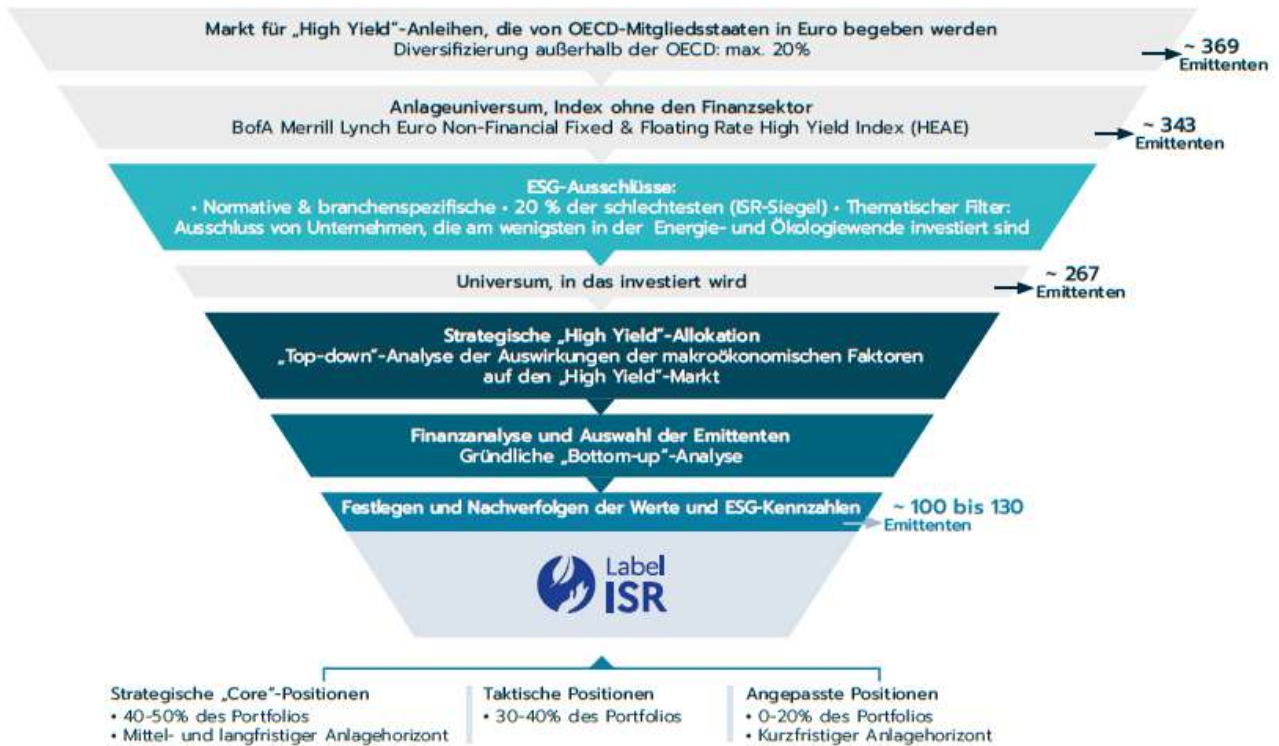 Markt für „High Yield“-Anleihen, die von OECD-Mitgliedsstaaten in Euro begeben werden
Diversifizierung außerhalb der OECD: max. 20%
~ 369
Emittenten
Anlageuniversum, Index ohne den Finanzsektor
BofA Merrill Lynch Euro Non-Financial Fixed & Floating Rate High Yield Index (HEAE)
~ 343
Emittenten
ESG-Ausschlüsse:
• Normative & branchenspezifische • 20 % der schlechtesten (ISR-Siegel) • Thematischer Filter:
Ausschluss von Unternehmen, die am wenigsten in der Energie- und Ökologiewende investiert sind
Universum, in das investiert wird
~ 267
Emittenten
Strategische „High Yield“-Allokation
„Top-down“-Analyse der Auswirkungen der makroökonomischen Faktoren
auf den „High Yield“-Markt
Finanzanalyse und Auswahl der Emittenten
Gründliche „Bottom-up“-Analyse
Festlegen und Nachverfolgen der Werte und ESG-Kennzahlen
~ 100 bis 130
Emittenten
Label
ISR
Strategische „Core“-Positionen
• 40-50% des Portfolios
• Mittel- und langfristiger Anlagehorizont
Taktische Positionen
• 30-40% des Portfolios
Angepasste Positionen
• 0-20% des Portfolios
• Kurzfristiger Anlagehorizont